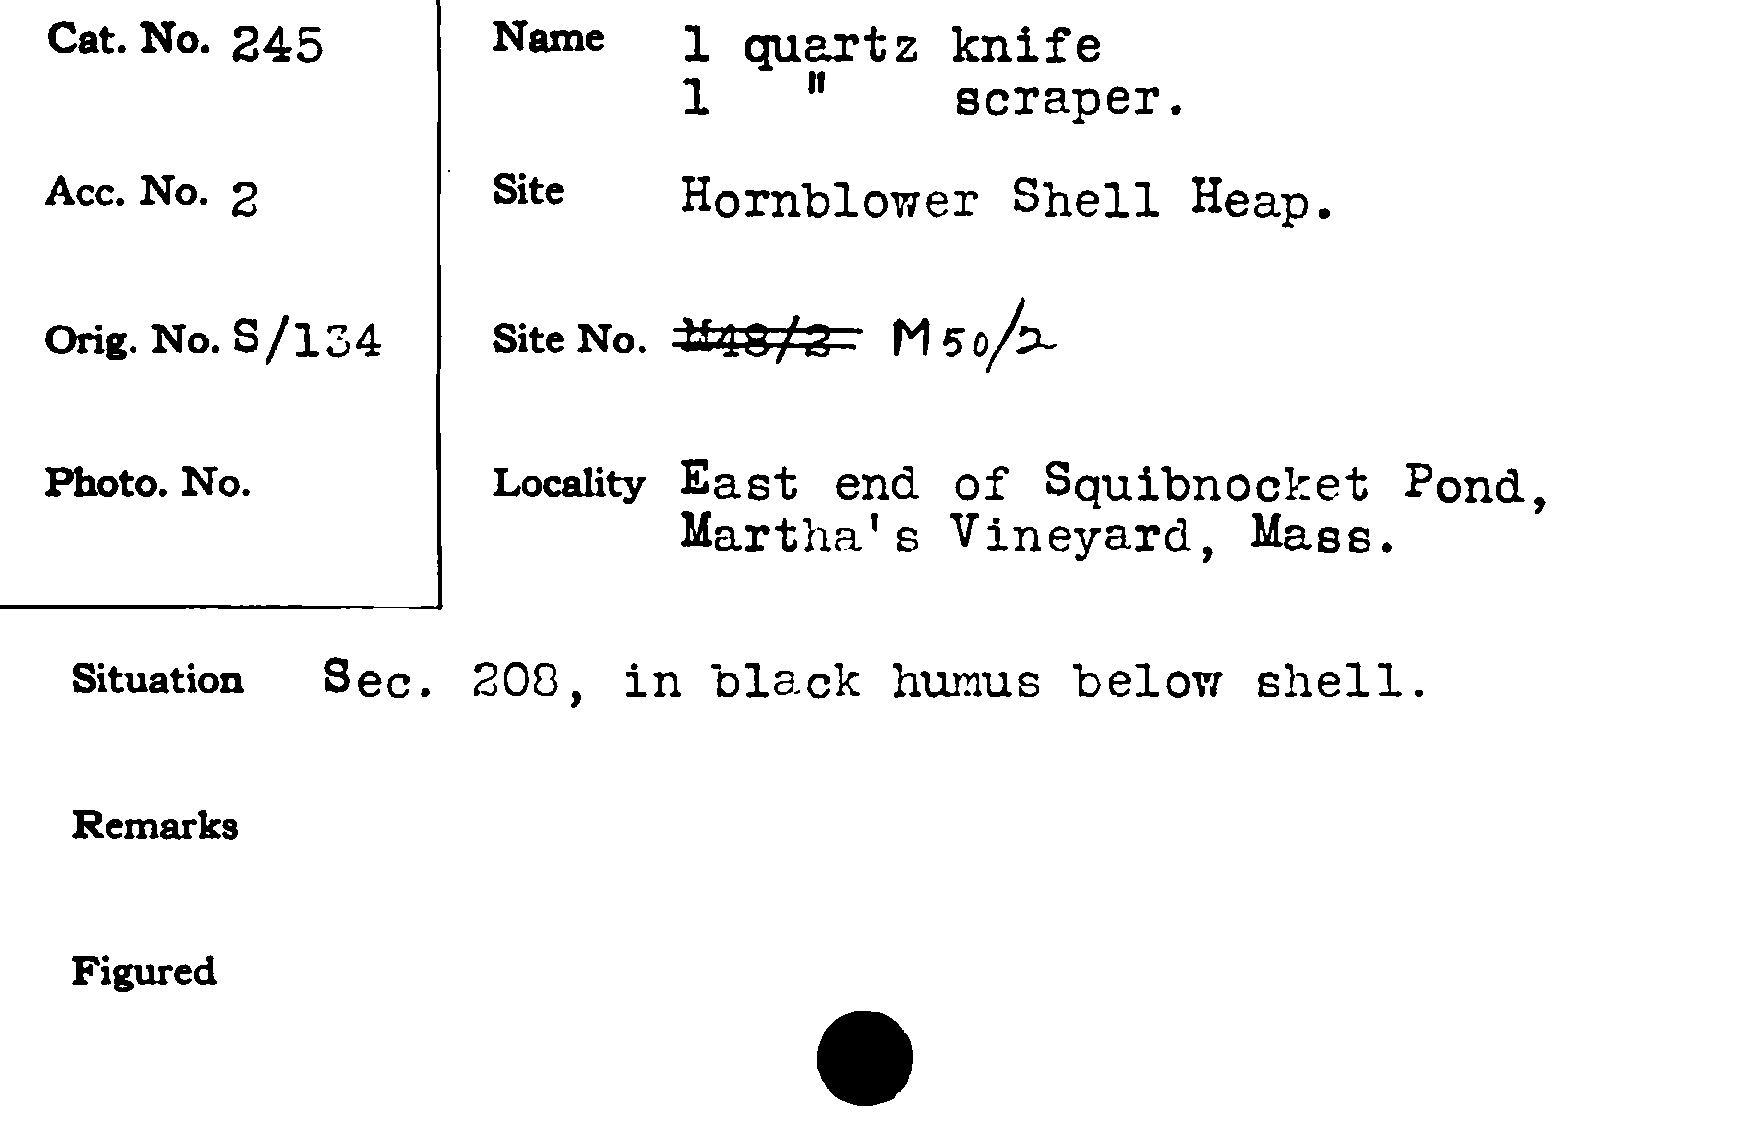 Cat. No. 245
Name 1 quartz knife
1 " scraper.
Acc. No. 2
Site Hornblower Shell Heap.
Orig. No. S/134
Site No. M48/2 M50/2
Photo. No.
Locality East end of Squibnocket Pond,
Martha's Vineyard, Mass.
Situation Sec. 208, in black humus below shell.
Remarks
Figured